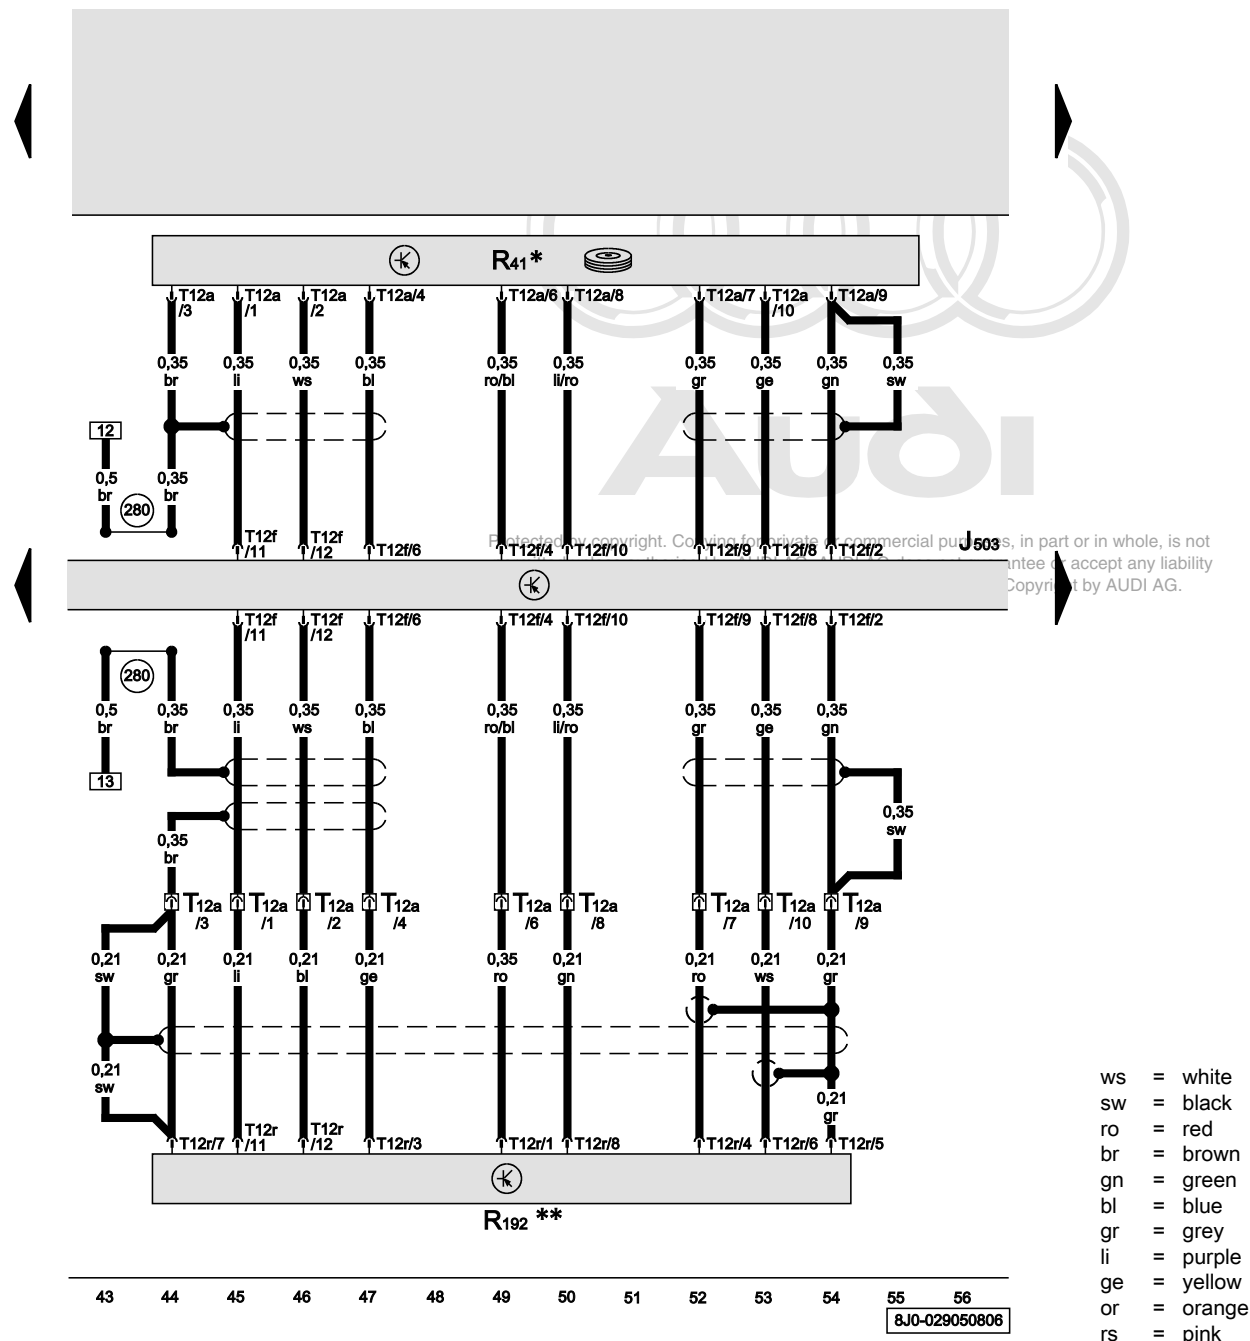 R41*
T12a T12a T12a T12a/4 T12a/6 T12a/8 T12a/7 T12a T12a/9
/3 /1 /2 /10
0,35 0,35 0,35 0,35 0,35 0,35 0,35 0,35 0,35 0,35
br li ws bl ro/bl li/ro gr ge gn sw
Audi
12
0,5 0,35
br br
280
T12f T12f
/11 /12 T12f/6 T12f/4 T12f/10 T12f/9 T12f/8 T12f/2
J503
Protected by copyright. Copying for private or commercial purposes, in part or in whole, is not
guarantee or accept any liability
Copyright by AUDI AG.
T12f T12f T12f/6 T12f/4 T12f/10 T12f/9 T12f/8 T12f/2
/11 /12
280
0,5 0,35 0,35 0,35 0,35 0,35 0,35 0,35 0,35 0,35
br br li ws bl ro/bl li/ro gr ge gn
13
0,35
sw
0,35
br
T12a T12a T12a T12a T12a T12a T12a T12a T12a
/3 /1 /2 /4 /6 /8 /7 /10 /9
0,21 0,21 0,21 0,21 0,21 0,35 0,21 0,21 0,21 0,21
sw gr li bl ge ro gn ro ws gr
0,21
sw
0,21
gr
T12r/7 T12r T12r T12r/3 T12r/1 T12r/8 T12r/4 T12r/6 T12r/5
/11 /12
R192 **
43 44 45 46 47 48 49 50 51 52 53 54 55 56
8J0-029050806
ws = white
sw = black
ro = red
br = brown
gn = green
bl = blue
gr = grey
li = purple
ge = yellow
or = orange
rs = pink